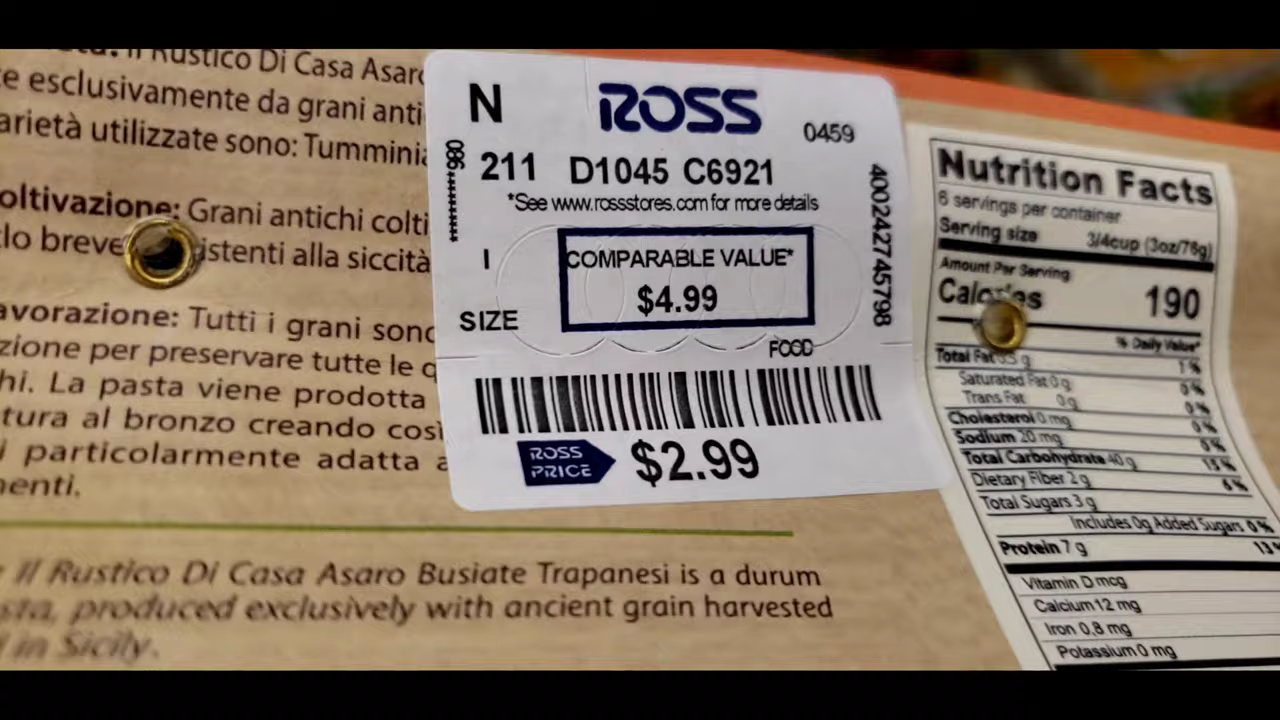 Il Rustico Di Casa Asaro
e esclusivamente da grani anti
arietà utilizzate sono: Tumminia
oltivazione: Grani antichi colti
clo breve istenti alla siccità
avorazione: Tutti i grani sono
zione per preservare tutte le q
hi. La pasta viene prodotta
tura al bronzo creando così
i particolarmente adatta a
enti.
Il Rustico Di Casa Asaro Busiate Trapanesi is a durum
sta, produced exclusively with ancient grain harvested
in Sicily.
N
ROSS
0459
211 D1045 C6921
*See www.rossstores.com for more details
400242745798
I
COMPARABLE VALUE*
$4.99
SIZE
FOOD
ROSS
PRICE
$2.99
Nutrition Facts
6 servings per container
Serving size 3/4cup (3oz/76g)
Amount Per Serving
Calories 190
% Daily Value*
Total Fat 0.5 g 1%
Saturated Fat 0 g 0%
Trans Fat 0g 0%
Cholesterol 0 mg 0%
Sodium 20 mg 0%
Total Carbohydrate 40 g 15%
Dietary Fiber 2 g 6%
Total Sugars 3 g
Includes 0g Added Sugars 0%
Protein 7 g 13%
Vitamin D mcg
Calcium 12 mg
Iron 0,8 mg
Potassium 0 mg